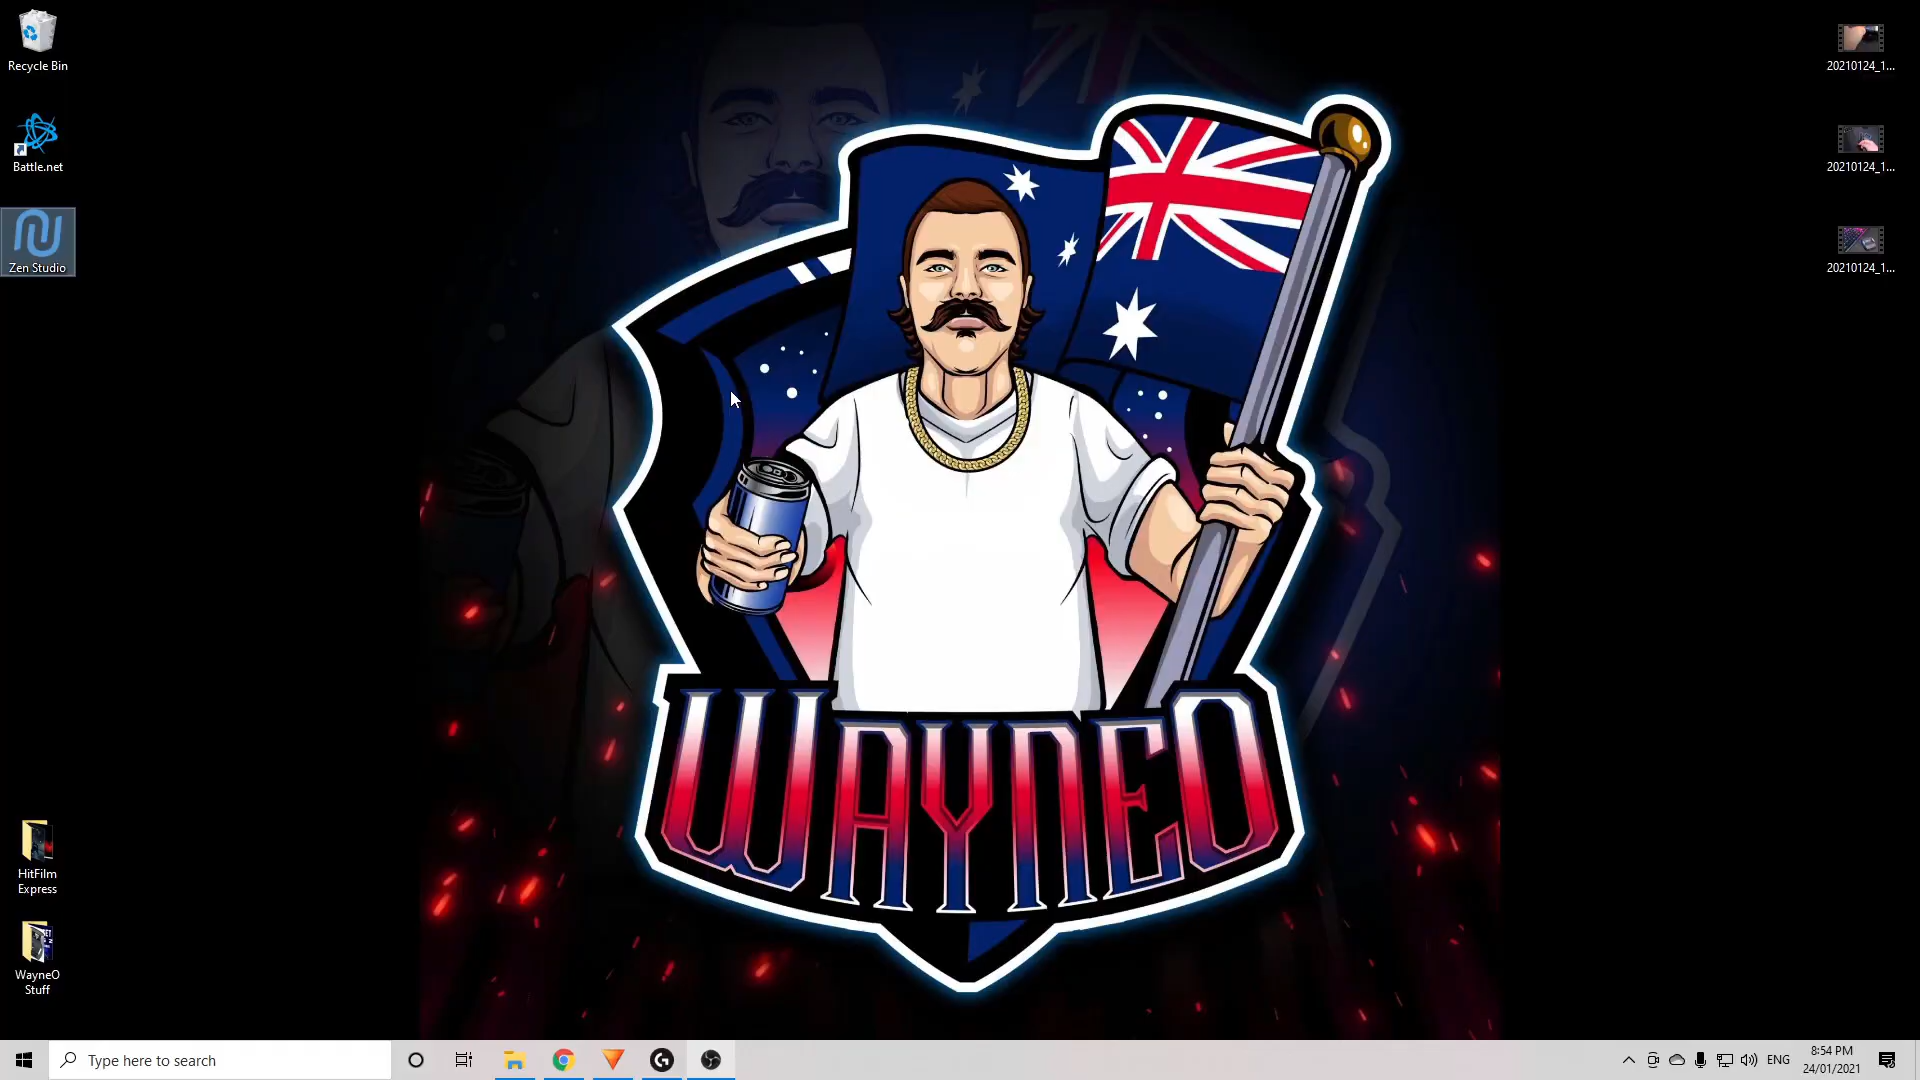 Recycle Bin
Battle.net
Zen Studio
HitFilm
Express
WayneO
Stuff
20210124_1...
20210124_1...
20210124_1...
WAYNEO
Type here to search
ENG
8:54 PM
24/01/2021